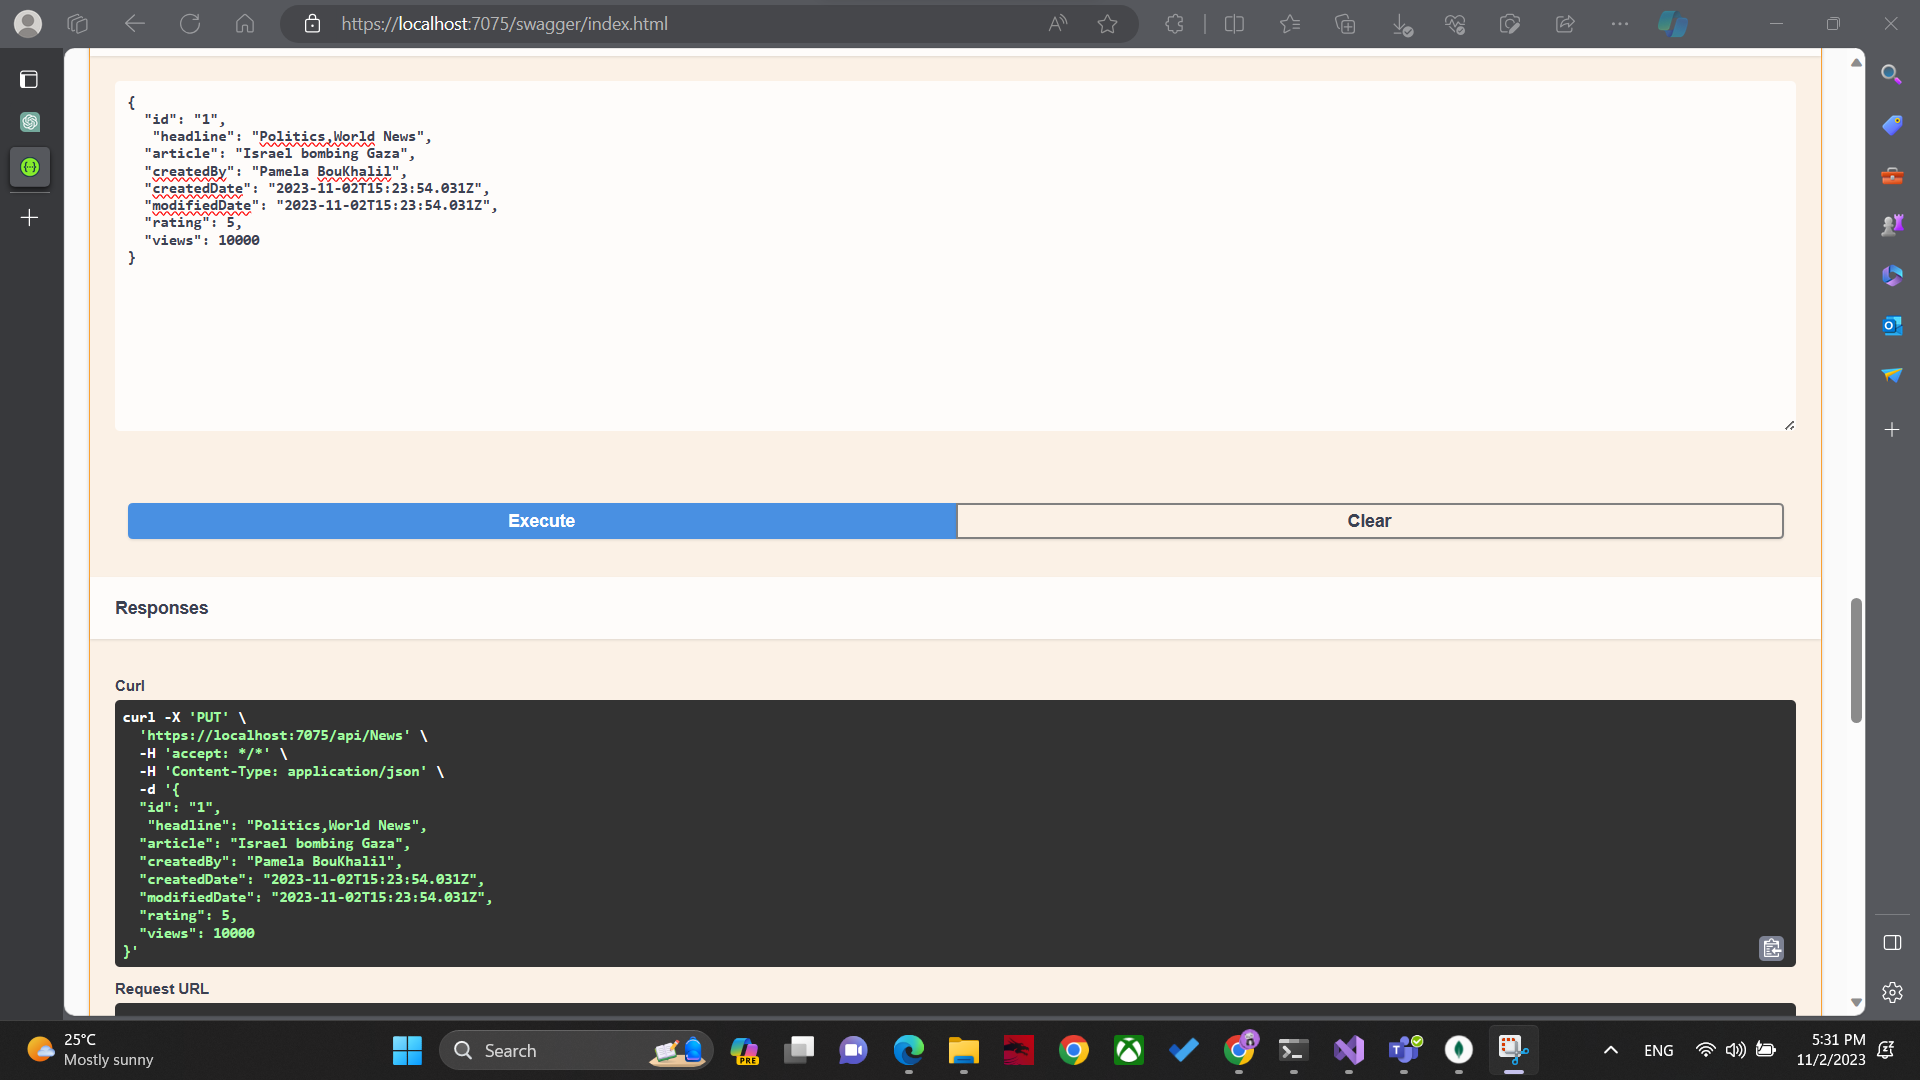 https://localhost:7075/swagger/index.html
{
"id": "1",
"headline": "Politics,World News",
"article": "Israel bombing Gaza",
"createdBy": "Pamela BouKhalil",
"createdDate": "2023-11-02T15:23:54.031Z",
"modifiedDate": "2023-11-02T15:23:54.031Z",
"rating": 5,
"views": 10000
}
Execute
Clear
Responses
Curl
curl -X 'PUT' \
'https://localhost:7075/api/News' \
-H 'accept: */*' \
-H 'Content-Type: application/json' \
-d '{
"id": "1",
"headline": "Politics,World News",
"article": "Israel bombing Gaza",
"createdBy": "Pamela BouKhalil",
"createdDate": "2023-11-02T15:23:54.031Z",
"modifiedDate": "2023-11-02T15:23:54.031Z",
"rating": 5,
"views": 10000
}'
Request URL
25°C
Mostly sunny
Search
PRE
ENG
5:31 PM
11/2/2023